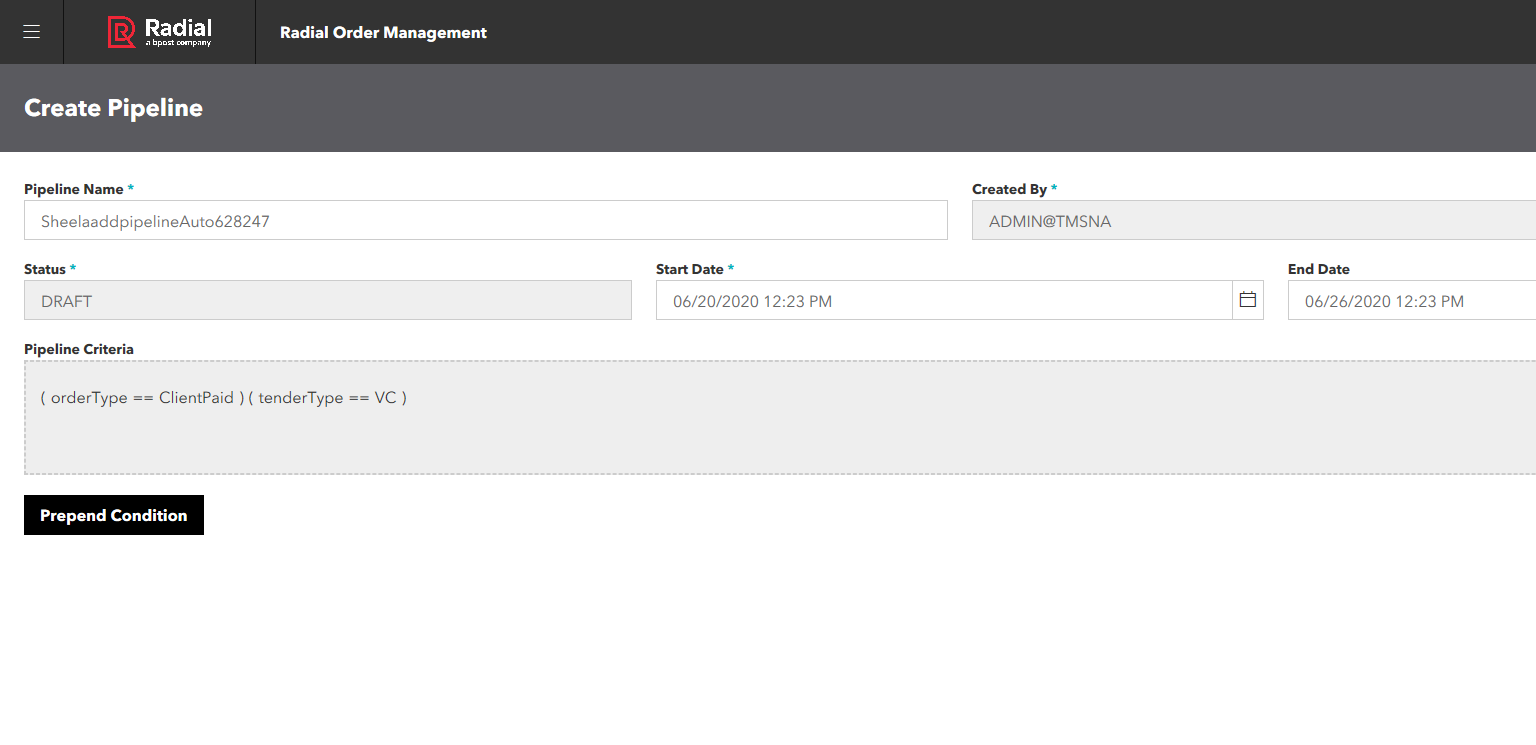 Radial
a bpost company
Radial Order Management
Create Pipeline
Pipeline Name *
Created By *
SheelaaddpipelineAuto628247
ADMIN@TMSNA
Status *
Start Date *
End Date
DRAFT
06/20/2020 12:23 PM
06/26/2020 12:23 PM
Pipeline Criteria
( orderType == ClientPaid ) ( tenderType == VC )
Prepend Condition